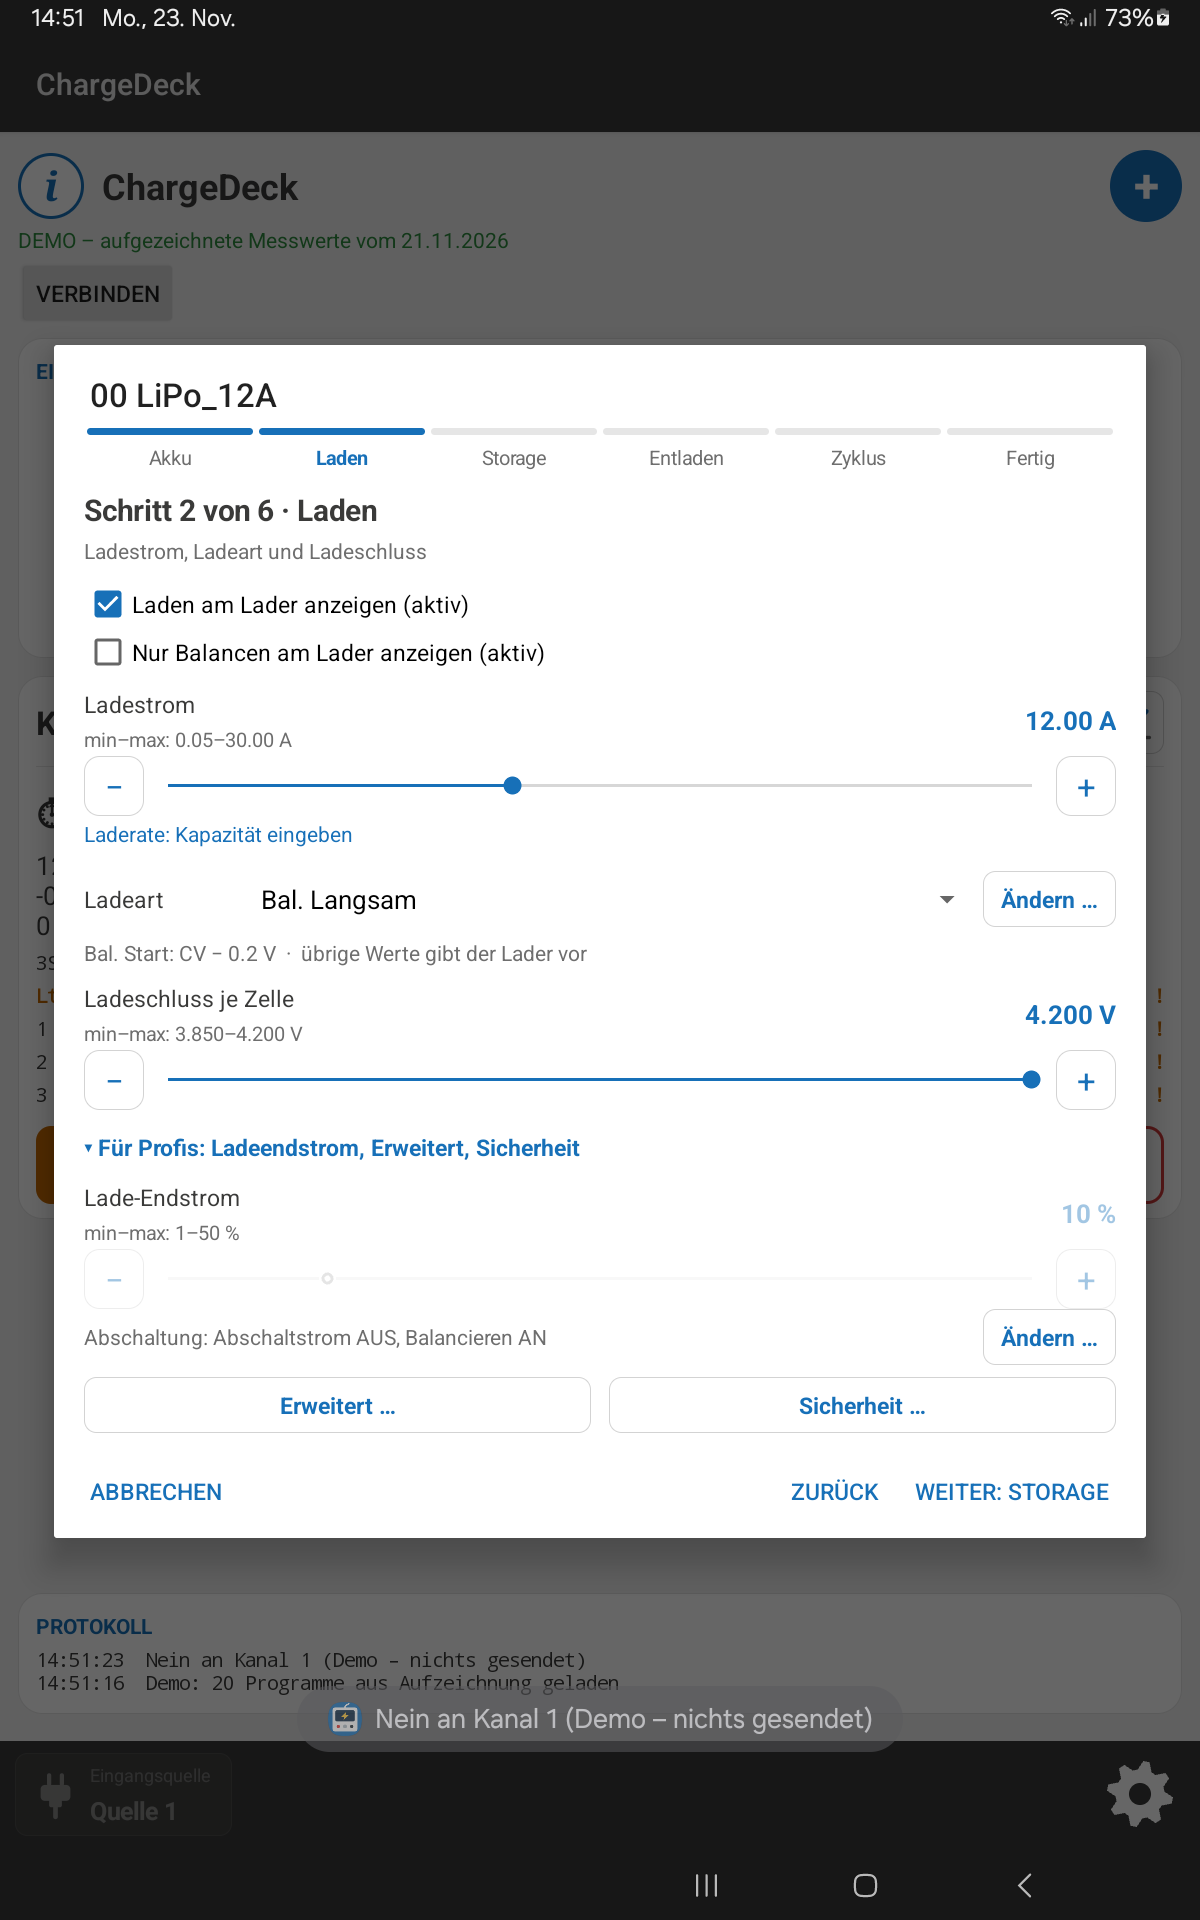 14:51 Mo., 23. Nov.
73%
ChargeDeck
ChargeDeck
DEMO – aufgezeichnete Messwerte vom 21.11.2026
VERBINDEN
00 LiPo_12A
Akku Laden Storage Entladen Zyklus Fertig
Schritt 2 von 6 · Laden
Ladestrom, Ladeart und Ladeschluss
Laden am Lader anzeigen (aktiv)
Nur Balancen am Lader anzeigen (aktiv)
Ladestrom
12.00 A
min–max: 0.05–30.00 A
− +
Laderate: Kapazität eingeben
Ladeart Bal. Langsam Ändern ...
Bal. Start: CV − 0.2 V · übrige Werte gibt der Lader vor
Ladeschluss je Zelle
4.200 V
min–max: 3.850–4.200 V
− +
▾ Für Profis: Ladeendstrom, Erweitert, Sicherheit
Lade-Endstrom
10 %
min–max: 1–50 %
− +
Abschaltung: Abschaltstrom AUS, Balancieren AN
Ändern ...
Erweitert ... Sicherheit ...
ABBRECHEN ZURÜCK WEITER: STORAGE
3S
1 !
2 !
3 !
PROTOKOLL
14:51:23 Nein an Kanal 1 (Demo – nichts gesendet)
14:51:16 Demo: 20 Programme aus Aufzeichnung geladen
Nein an Kanal 1 (Demo – nichts gesendet)
Eingangsquelle
Quelle 1